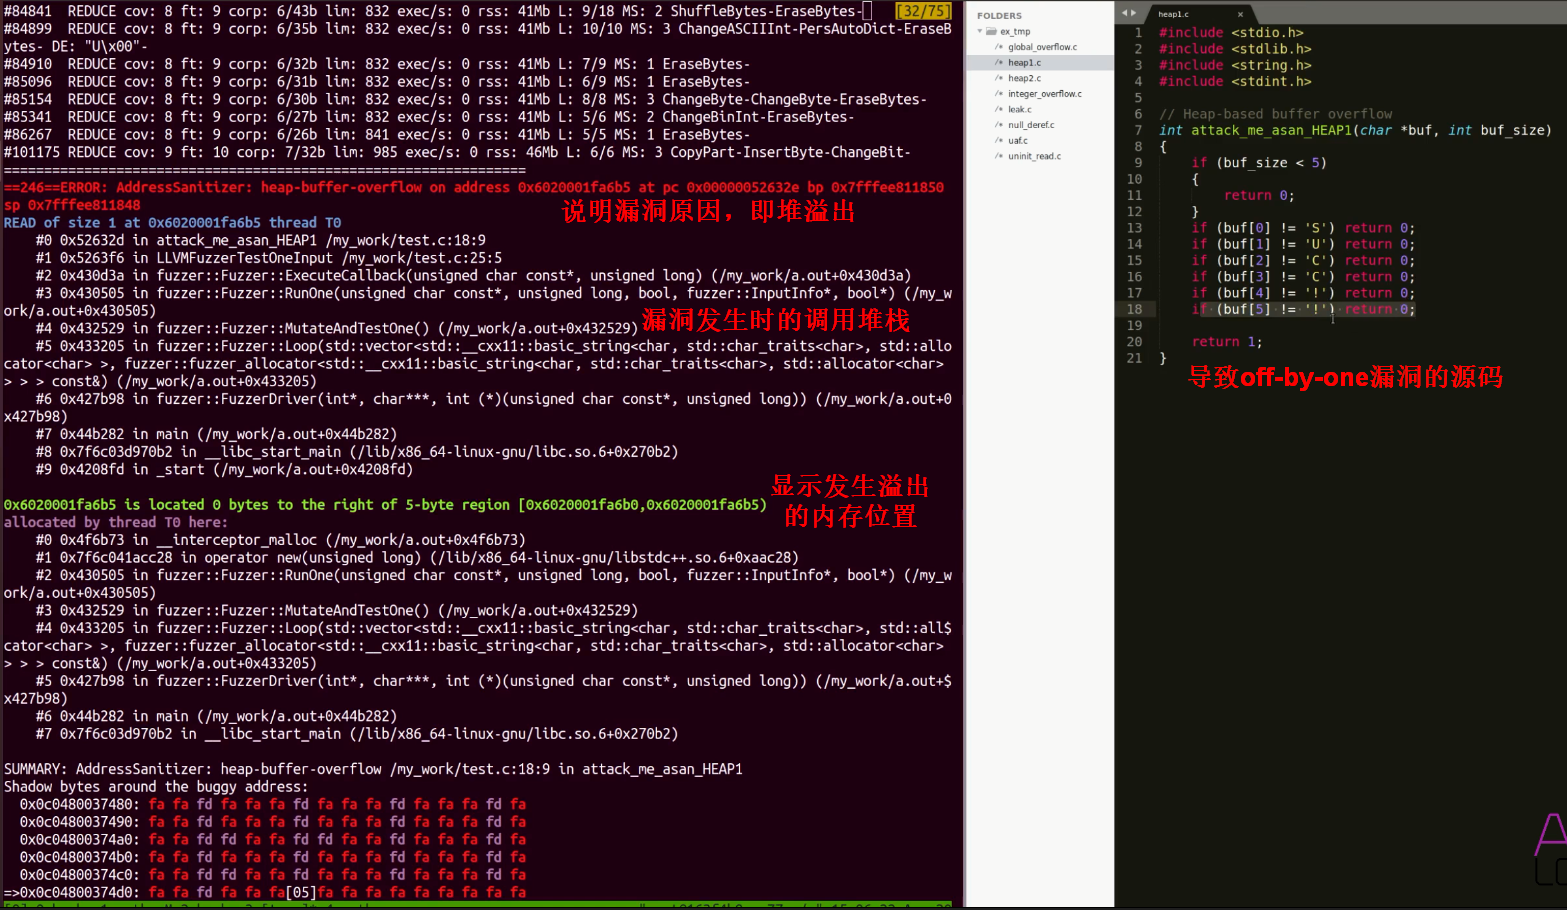 #84841  REDUCE cov: 8 ft: 9 corp: 6/43b lim: 832 exec/s: 0 rss: 41Mb L: 9/18 MS: 2 ShuffleBytes-EraseBytes- [32/75]
#84899  REDUCE cov: 8 ft: 9 corp: 6/35b lim: 832 exec/s: 0 rss: 41Mb L: 10/10 MS: 3 ChangeASCIIInt-PersAutoDict-EraseB
ytes- DE: "U\x00"-
#84910  REDUCE cov: 8 ft: 9 corp: 6/32b lim: 832 exec/s: 0 rss: 41Mb L: 7/9 MS: 1 EraseBytes-
#85096  REDUCE cov: 8 ft: 9 corp: 6/31b lim: 832 exec/s: 0 rss: 41Mb L: 6/9 MS: 1 EraseBytes-
#85154  REDUCE cov: 8 ft: 9 corp: 6/30b lim: 832 exec/s: 0 rss: 41Mb L: 8/8 MS: 3 ChangeByte-ChangeByte-EraseBytes-
#85341  REDUCE cov: 8 ft: 9 corp: 6/27b lim: 832 exec/s: 0 rss: 41Mb L: 5/6 MS: 2 ChangeBinInt-EraseBytes-
#86267  REDUCE cov: 8 ft: 9 corp: 6/26b lim: 841 exec/s: 0 rss: 41Mb L: 5/5 MS: 1 EraseBytes-
#101175 REDUCE cov: 9 ft: 10 corp: 7/32b lim: 985 exec/s: 0 rss: 46Mb L: 6/6 MS: 3 CopyPart-InsertByte-ChangeBit-
=================================================================
==246==ERROR: AddressSanitizer: heap-buffer-overflow on address 0x6020001fa6b5 at pc 0x00000052632e bp 0x7fffee811850
sp 0x7fffee811848
说明漏洞原因，即堆溢出
READ of size 1 at 0x6020001fa6b5 thread T0
#0 0x52632d in attack_me_asan_HEAP1 /my_work/test.c:18:9
#1 0x5263f6 in LLVMFuzzerTestOneInput /my_work/test.c:25:5
#2 0x430d3a in fuzzer::Fuzzer::ExecuteCallback(unsigned char const*, unsigned long) (/my_work/a.out+0x430d3a)
#3 0x430505 in fuzzer::Fuzzer::RunOne(unsigned char const*, unsigned long, bool, fuzzer::InputInfo*, bool*) (/my_w
ork/a.out+0x430505)
#4 0x432529 in fuzzer::Fuzzer::MutateAndTestOne() (/my_work/a.out+0x432529)
漏洞发生时的调用堆栈
#5 0x433205 in fuzzer::Fuzzer::Loop(std::vector<std::__cxx11::basic_string<char, std::char_traits<char>, std::allo
cator<char> >, fuzzer::fuzzer_allocator<std::__cxx11::basic_string<char, std::char_traits<char>, std::allocator<char>
> > > const&) (/my_work/a.out+0x433205)
#6 0x427b98 in fuzzer::FuzzerDriver(int*, char***, int (*)(unsigned char const*, unsigned long)) (/my_work/a.out+0
x427b98)
#7 0x44b282 in main (/my_work/a.out+0x44b282)
#8 0x7f6c03d970b2 in __libc_start_main (/lib/x86_64-linux-gnu/libc.so.6+0x270b2)
#9 0x4208fd in _start (/my_work/a.out+0x4208fd)
0x6020001fa6b5 is located 0 bytes to the right of 5-byte region [0x6020001fa6b0,0x6020001fa6b5)
显示发生溢出
的内存位置
allocated by thread T0 here:
#0 0x4f6b73 in __interceptor_malloc (/my_work/a.out+0x4f6b73)
#1 0x7f6c041acc28 in operator new(unsigned long) (/lib/x86_64-linux-gnu/libstdc++.so.6+0xaac28)
#2 0x430505 in fuzzer::Fuzzer::RunOne(unsigned char const*, unsigned long, bool, fuzzer::InputInfo*, bool*) (/my_w
ork/a.out+0x430505)
#3 0x432529 in fuzzer::Fuzzer::MutateAndTestOne() (/my_work/a.out+0x432529)
#4 0x433205 in fuzzer::Fuzzer::Loop(std::vector<std::__cxx11::basic_string<char, std::char_traits<char>, std::all$
cator<char> >, fuzzer::fuzzer_allocator<std::__cxx11::basic_string<char, std::char_traits<char>, std::allocator<char>
> > > const&) (/my_work/a.out+0x433205)
#5 0x427b98 in fuzzer::FuzzerDriver(int*, char***, int (*)(unsigned char const*, unsigned long)) (/my_work/a.out+$
x427b98)
#6 0x44b282 in main (/my_work/a.out+0x44b282)
#7 0x7f6c03d970b2 in __libc_start_main (/lib/x86_64-linux-gnu/libc.so.6+0x270b2)
SUMMARY: AddressSanitizer: heap-buffer-overflow /my_work/test.c:18:9 in attack_me_asan_HEAP1
Shadow bytes around the buggy address:
0x0c0480037480: fa fa fd fa fa fa fd fa fa fa fd fa fa fa fd fa
0x0c0480037490: fa fa fd fa fa fa fd fa fa fa fd fa fa fa fd fa
0x0c04800374a0: fa fa fd fd fa fa fd fd fa fa fd fa fa fa fd fa
0x0c04800374b0: fa fa fd fa fa fa fd fa fa fa fd fa fa fa fd fa
0x0c04800374c0: fa fa fd fa fa fa fd fa fa fa fd fa fa fa fd fa
=>0x0c04800374d0: fa fa fd fa fa fa[05]fa fa fa fa fa fa fa fa fa
FOLDERS
ex_tmp
/* global_overflow.c
/* heap1.c
/* heap2.c
/* integer_overflow.c
/* leak.c
/* null_deref.c
/* uaf.c
/* uninit_read.c
heap1.c ×
1 #include <stdio.h>
2 #include <stdlib.h>
3 #include <string.h>
4 #include <stdint.h>
5
6 // Heap-based buffer overflow
7 int attack_me_asan_HEAP1(char *buf, int buf_size)
8 {
9 if (buf_size < 5)
10 {
11 return 0;
12 }
13 if (buf[0] != 'S') return 0;
14 if (buf[1] != 'U') return 0;
15 if (buf[2] != 'C') return 0;
16 if (buf[3] != 'C') return 0;
17 if (buf[4] != '!') return 0;
18 if (buf[5] != '!') return 0;
19
20 return 1;
21 }
导致off-by-one漏洞的源码